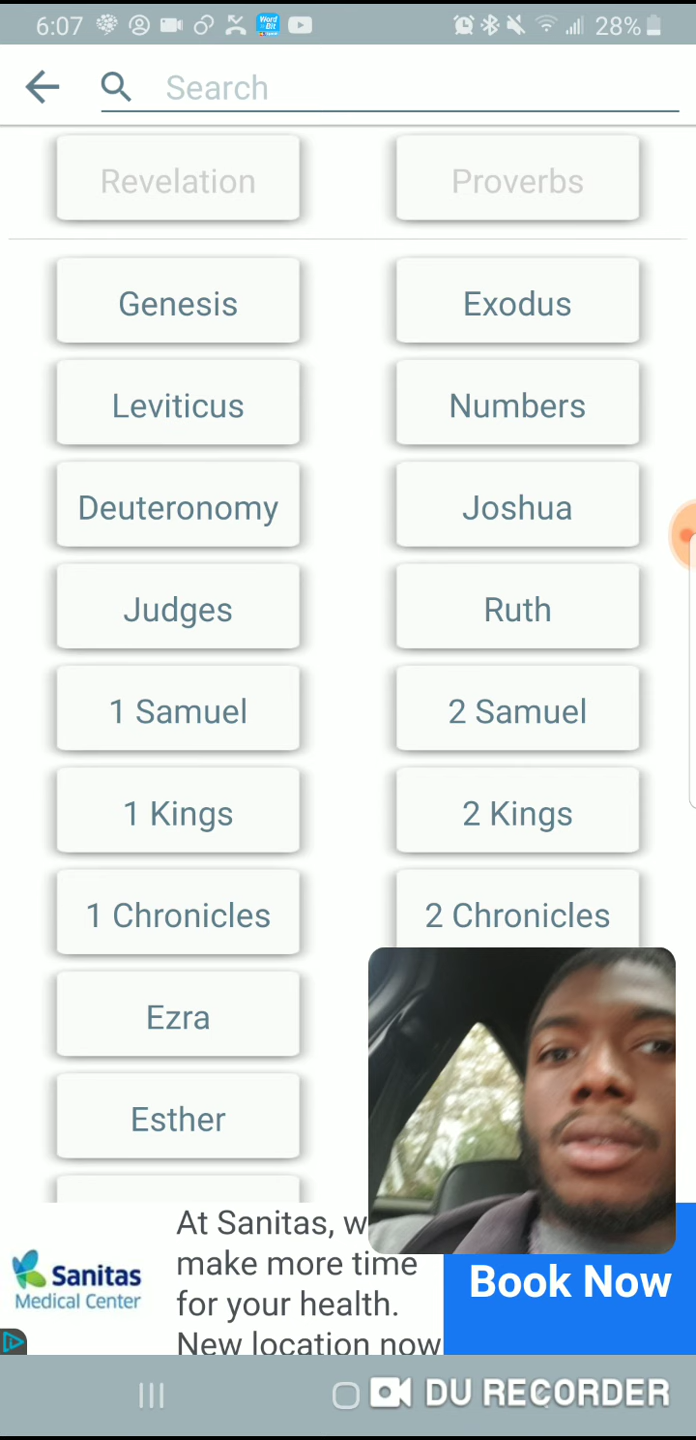 6:07
Word
Bit
28%
Search
Revelation
Proverbs
Genesis
Exodus
Leviticus
Numbers
Deuteronomy
Joshua
Judges
Ruth
1 Samuel
2 Samuel
1 Kings
2 Kings
1 Chronicles
2 Chronicles
Ezra
Esther
At Sanitas, w
make more time
for your health.
New location now
Sanitas
Medical Center
Book Now
DU RECORDER